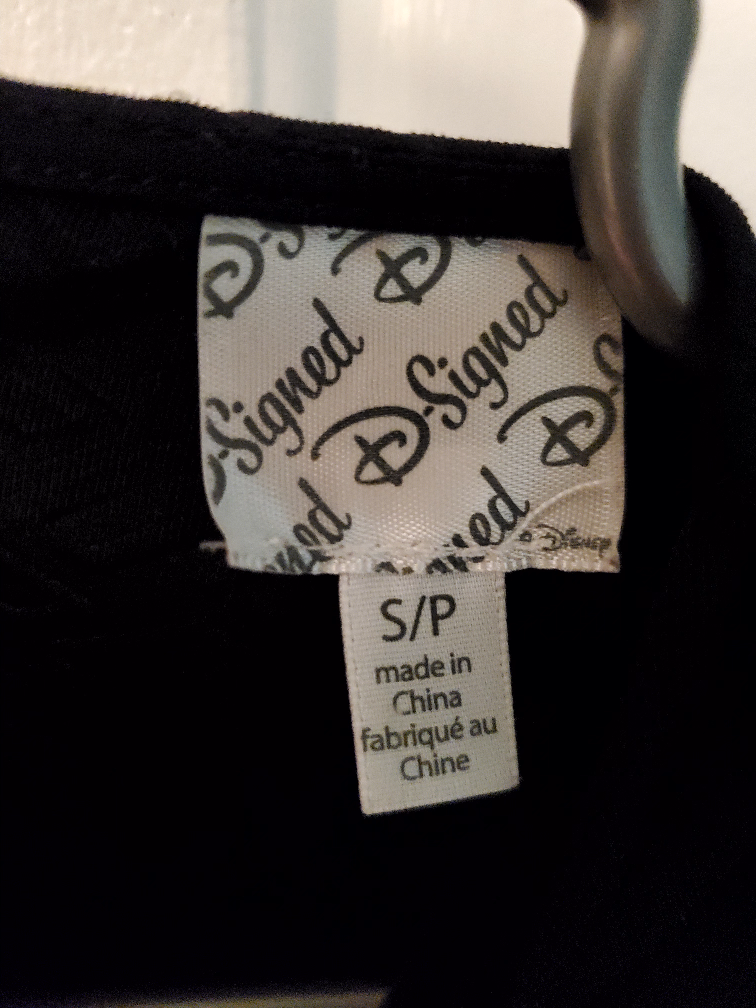 D-Signed
D-Signed
D-Signed
© Disney
S/P
made in
China
fabriqué au
Chine